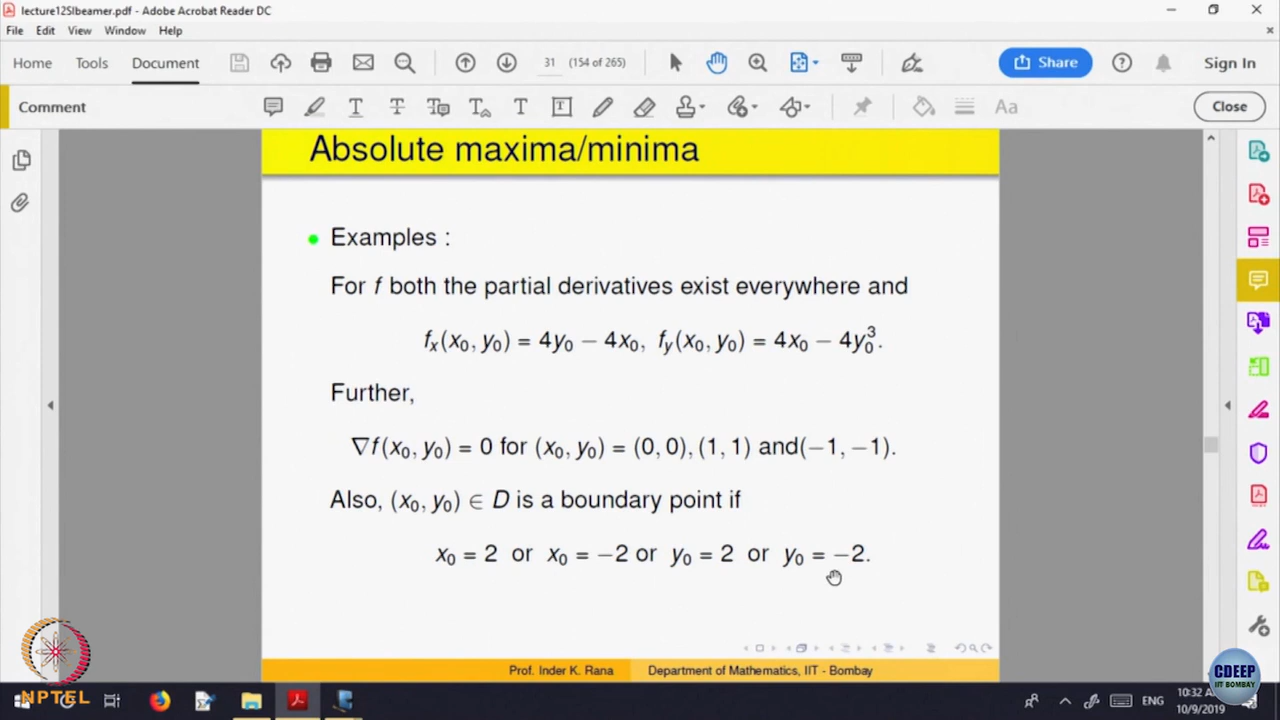 lecture12SIbeamer.pdf - Adobe Acrobat Reader DC
File Edit View Window Help
Home Tools Document 31 (154 of 265) Share Sign In
Comment Aa Close
Absolute maxima/minima
Examples :
For f both the partial derivatives exist everywhere and
fₓ(x₀, y₀) = 4y₀ − 4x₀, f_y(x₀, y₀) = 4x₀ − 4y₀³.
Further,
∇f(x₀, y₀) = 0 for (x₀, y₀) = (0, 0), (1, 1) and(−1, −1).
Also, (x₀, y₀) ∈ D is a boundary point if
x₀ = 2 or x₀ = −2 or y₀ = 2 or y₀ = −2.
Prof. Inder K. Rana Department of Mathematics, IIT - Bombay
NPTEL
CDEEP
IIT BOMBAY
ENG
10:32
10/9/2019